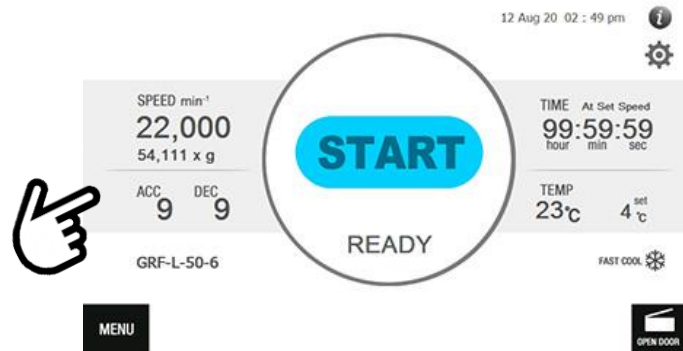 12 Aug 20 02 : 49 pm
i
SPEED min⁻¹
22,000
54,111 x g
ACC 9 DEC 9
GRF-L-50-6
START
READY
TIME At Set Speed
99:59:59
hour min sec
TEMP
23°C 4 set °C
FAST COOL
MENU
OPEN DOOR